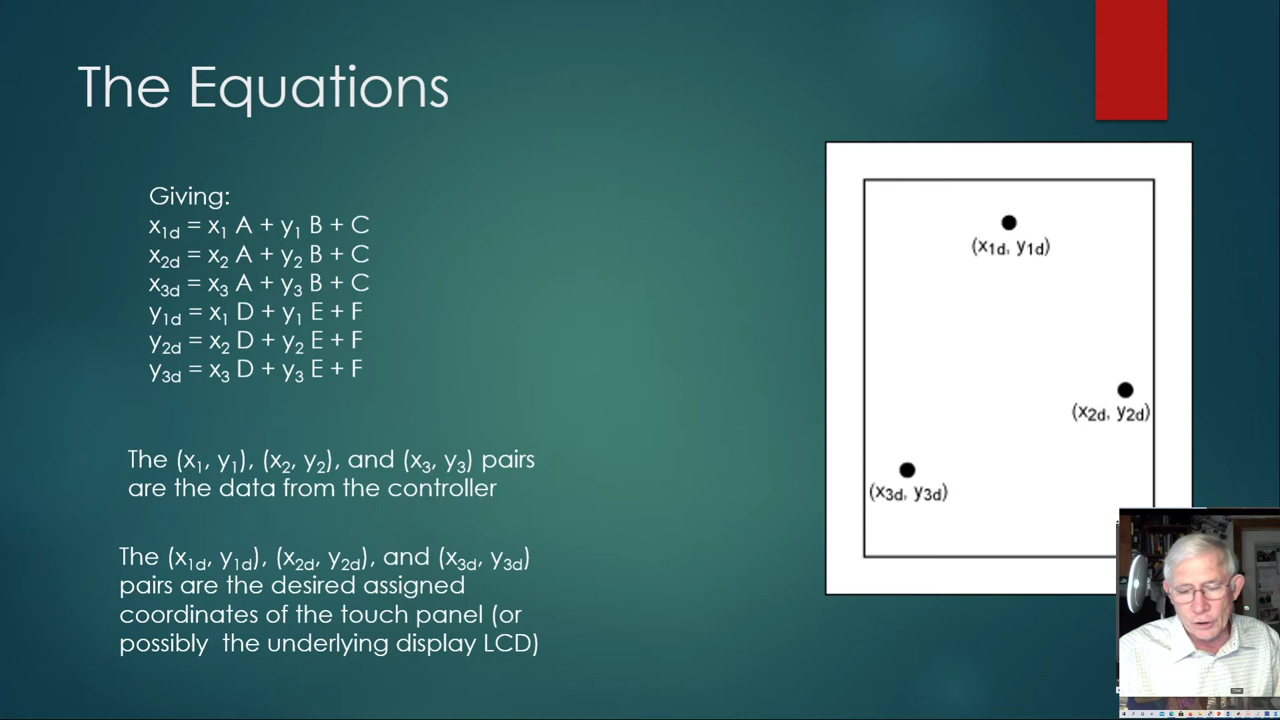 The Equations
Giving:
x1d = x1 A + y1 B + C
x2d = x2 A + y2 B + C
x3d = x3 A + y3 B + C
y1d = x1 D + y1 E + F
y2d = x2 D + y2 E + F
y3d = x3 D + y3 E + F
The (x1, y1), (x2, y2), and (x3, y3) pairs
are the data from the controller
The (x1d, y1d), (x2d, y2d), and (x3d, y3d)
pairs are the desired assigned
coordinates of the touch panel (or
possibly the underlying display LCD)
(x1d, y1d)
(x2d, y2d)
(x3d, y3d)